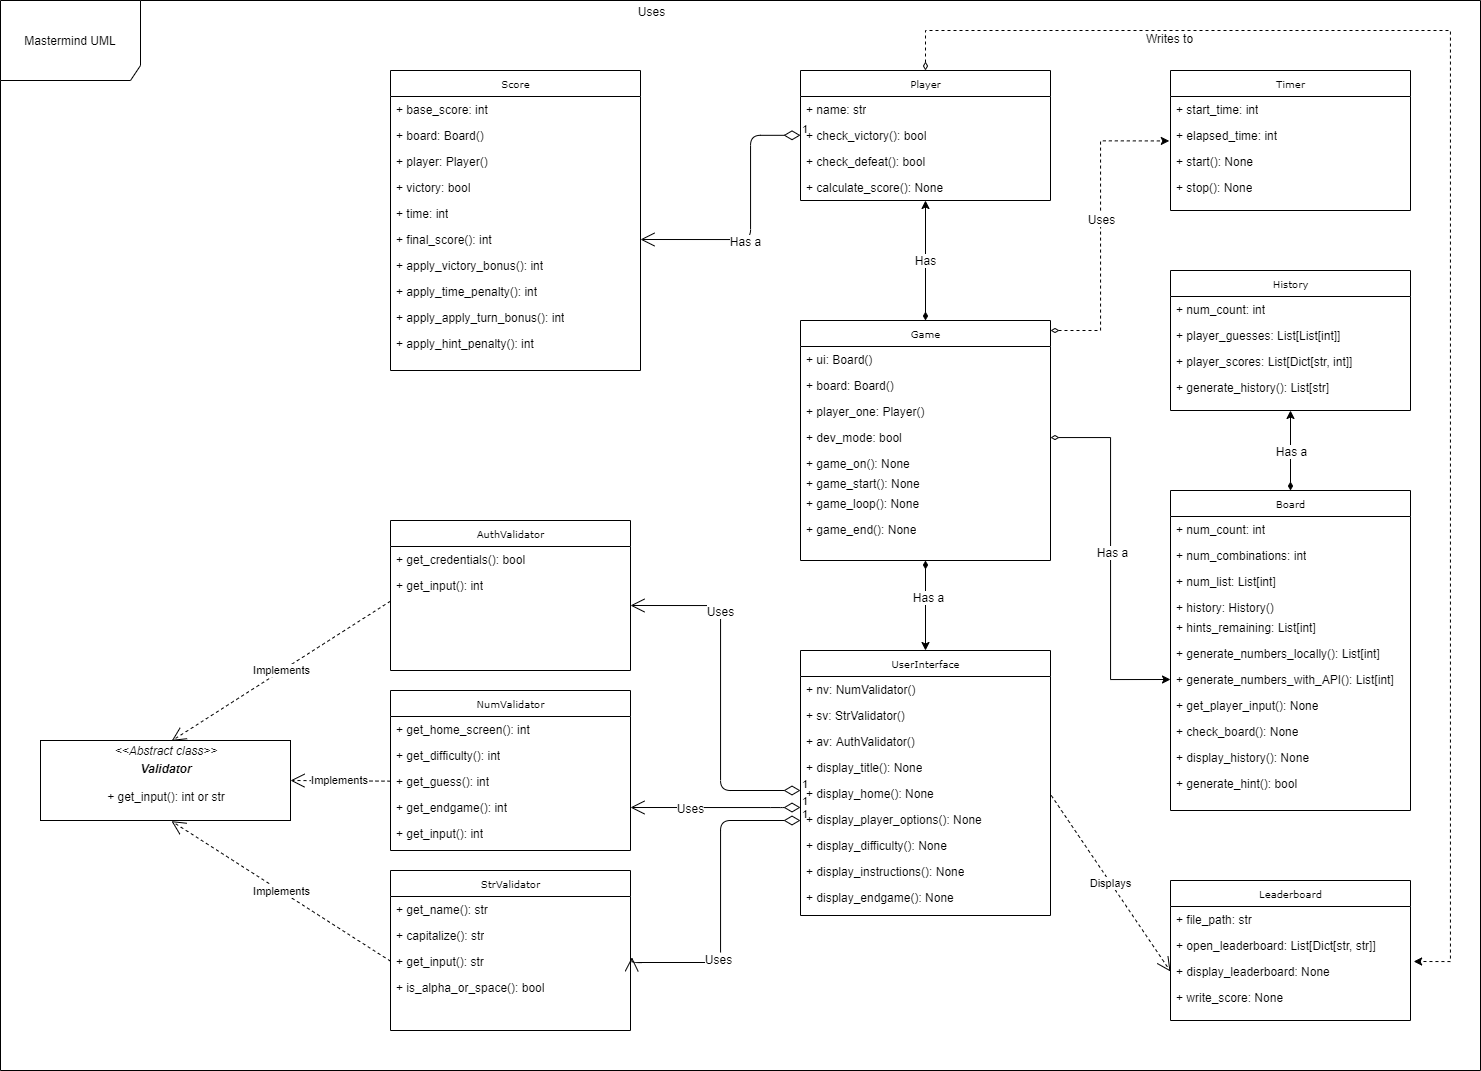 Uses
Mastermind UML
Writes to
Score
+ base_score: int
+ board: Board()
+ player: Player()
+ victory: bool
+ time: int
+ final_score(): int
+ apply_victory_bonus(): int
+ apply_time_penalty(): int
+ apply_apply_turn_bonus(): int
+ apply_hint_penalty(): int
Has a
1
Player
+ name: str
+ check_victory(): bool
+ check_defeat(): bool
+ calculate_score(): None
Has
Uses
Timer
+ start_time: int
+ elapsed_time: int
+ start(): None
+ stop(): None
History
+ num_count: int
+ player_guesses: List[List[int]]
+ player_scores: List[Dict[str, int]]
+ generate_history(): List[str]
Has a
Game
+ ui: Board()
+ board: Board()
+ player_one: Player()
+ dev_mode: bool
+ game_on(): None
+ game_start(): None
+ game_loop(): None
+ game_end(): None
Has a
Has a
Board
+ num_count: int
+ num_combinations: int
+ num_list: List[int]
+ history: History()
+ hints_remaining: List[int]
+ generate_numbers_locally(): List[int]
+ generate_numbers_with_API(): List[int]
+ get_player_input(): None
+ check_board(): None
+ display_history(): None
+ generate_hint(): bool
AuthValidator
+ get_credentials(): bool
+ get_input(): int
Uses
Implements
NumValidator
+ get_home_screen(): int
+ get_difficulty(): int
+ get_guess(): int
+ get_endgame(): int
+ get_input(): int
Implements
Uses
<<Abstract class>>
Validator
+ get_input(): int or str
Implements
StrValidator
+ get_name(): str
+ capitalize(): str
+ get_input(): str
+ is_alpha_or_space(): bool
Uses
1
1
1
UserInterface
+ nv: NumValidator()
+ sv: StrValidator()
+ av: AuthValidator()
+ display_title(): None
+ display_home(): None
+ display_player_options(): None
+ display_difficulty(): None
+ display_instructions(): None
+ display_endgame(): None
Displays
Leaderboard
+ file_path: str
+ open_leaderboard: List[Dict[str, str]]
+ display_leaderboard: None
+ write_score: None